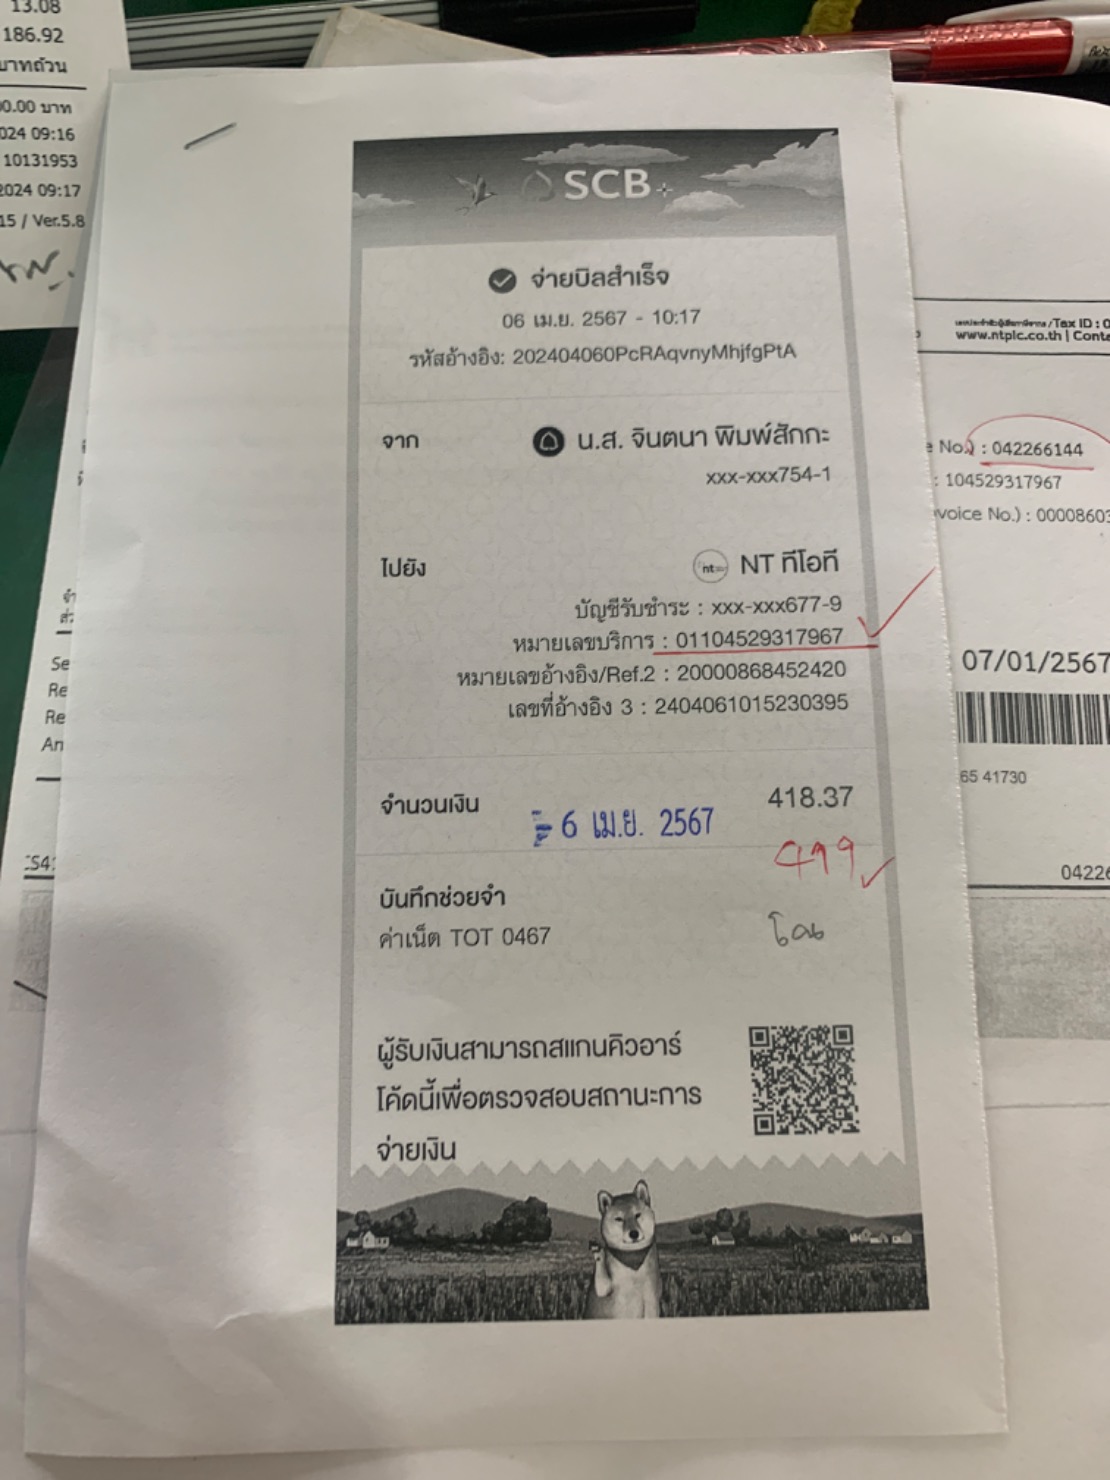 13.08
186.92
บาทถ้วน
00.00 บาท
024 09:16
10131953
2024 09:17
15 / Ver.5.8
SCB
จ่ายบิลสำเร็จ
06 เม.ย. 2567 - 10:17
รหัสอ้างอิง: 202404060PcRAqvnyMhjfgPtA
จาก
น.ส. จินตนา พิมพ์สักกะ
xxx-xxx754-1
ไปยัง
nt
NT ทีโอที
บัญชีรับชำระ : xxx-xxx677-9
หมายเลขบริการ : 01104529317967
หมายเลขอ้างอิง/Ref.2 : 20000868452420
เลขที่อ้างอิง 3 : 2404061015230395
จำนวนเงิน
418.37
- 6 เม.ย. 2567
499
บันทึกช่วยจำ
ค่าเน็ต TOT 0467
โอน
ผู้รับเงินสามารถสแกนคิวอาร์
โค้ดนี้เพื่อตรวจสอบสถานะการ
จ่ายเงิน
Se
Re
Re
An
/Tax ID : 0
www.ntplc.co.th | Conta
e No.) : 042266144
: 104529317967
voice No.) : 0000860
07/01/2567
65 41730
0422